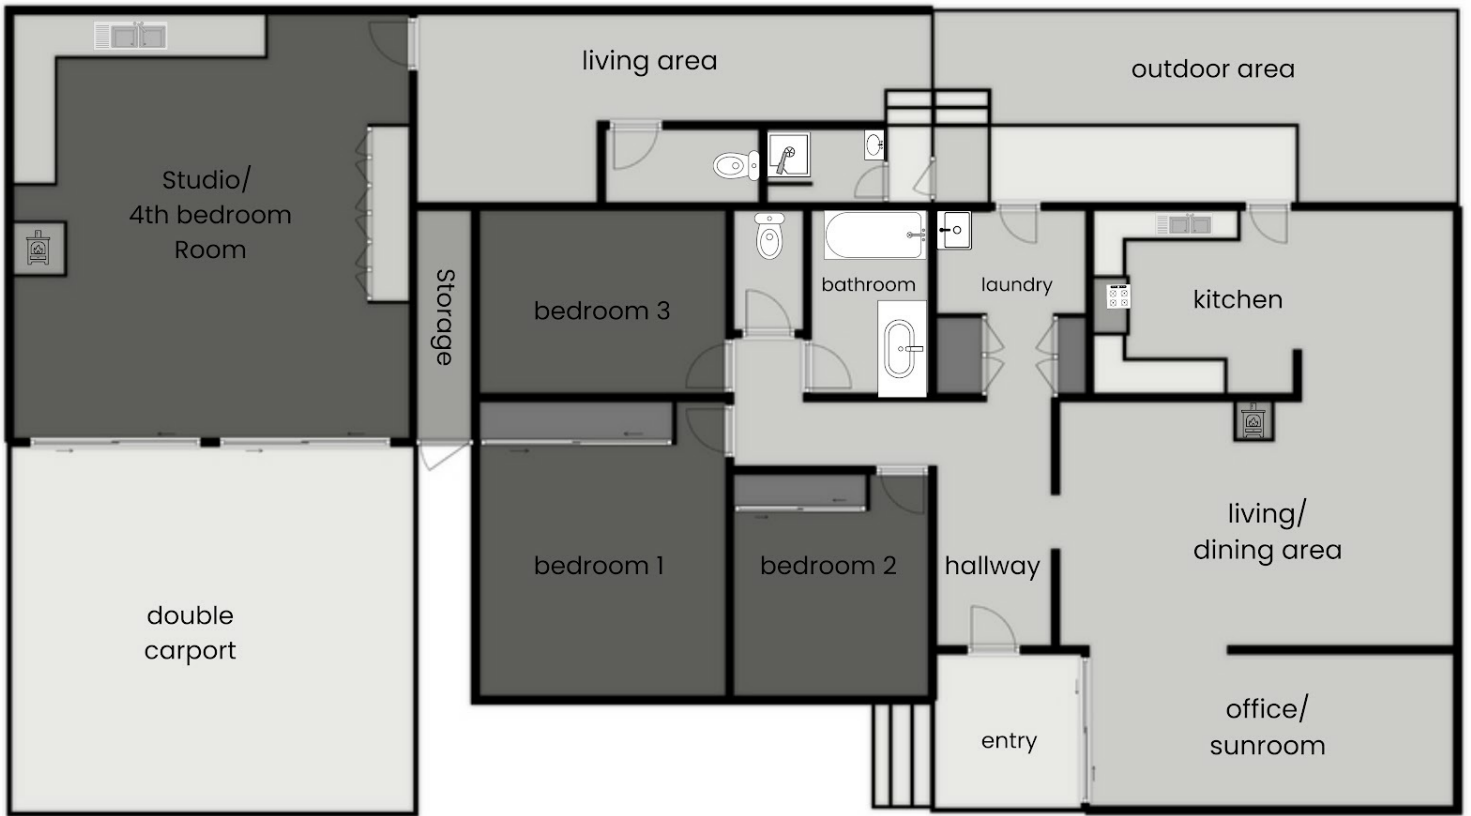 living area
outdoor area
Studio/
4th bedroom
Room
Storage
bedroom 3
bathroom
laundry
kitchen
living/
dining area
bedroom 1
bedroom 2
hallway
double
carport
entry
office/
sunroom